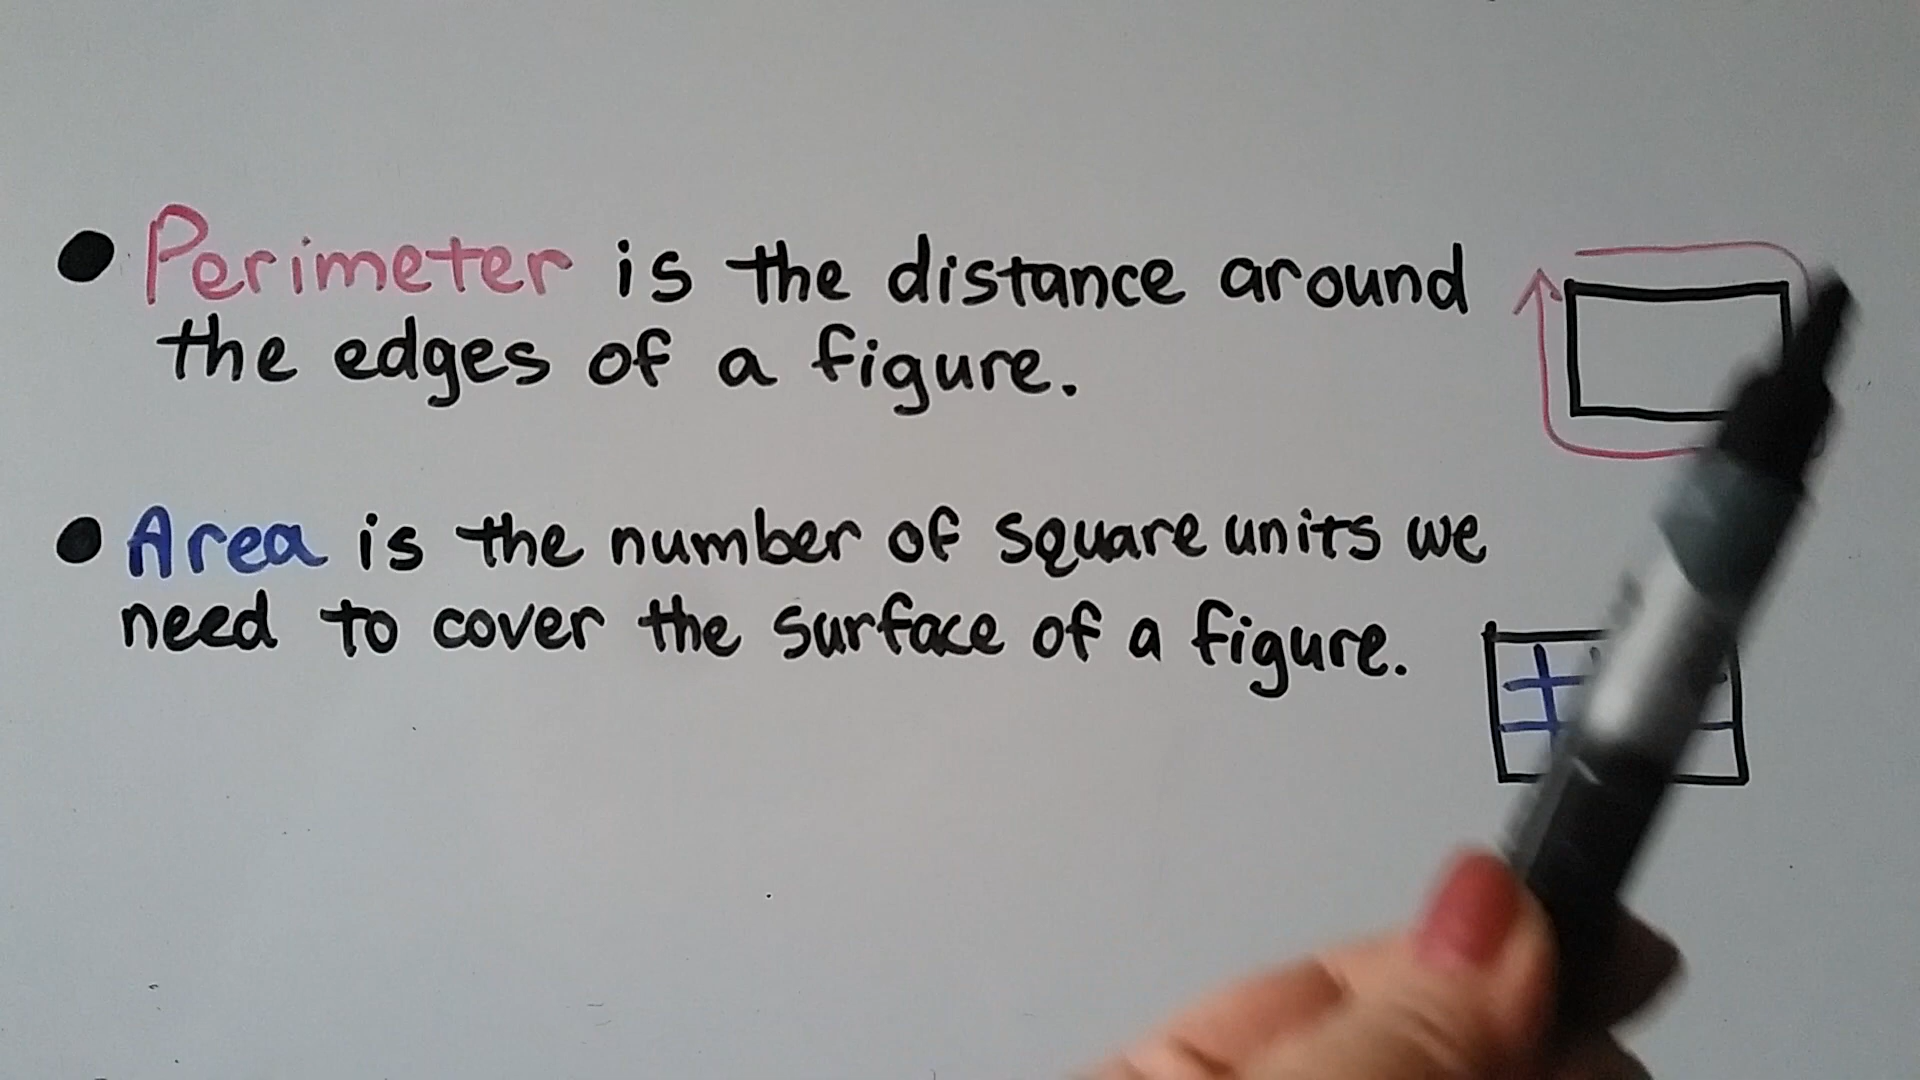 • Perimeter is the distance around
the edges of a figure.
• Area is the number of square units we
need to cover the surface of a figure.